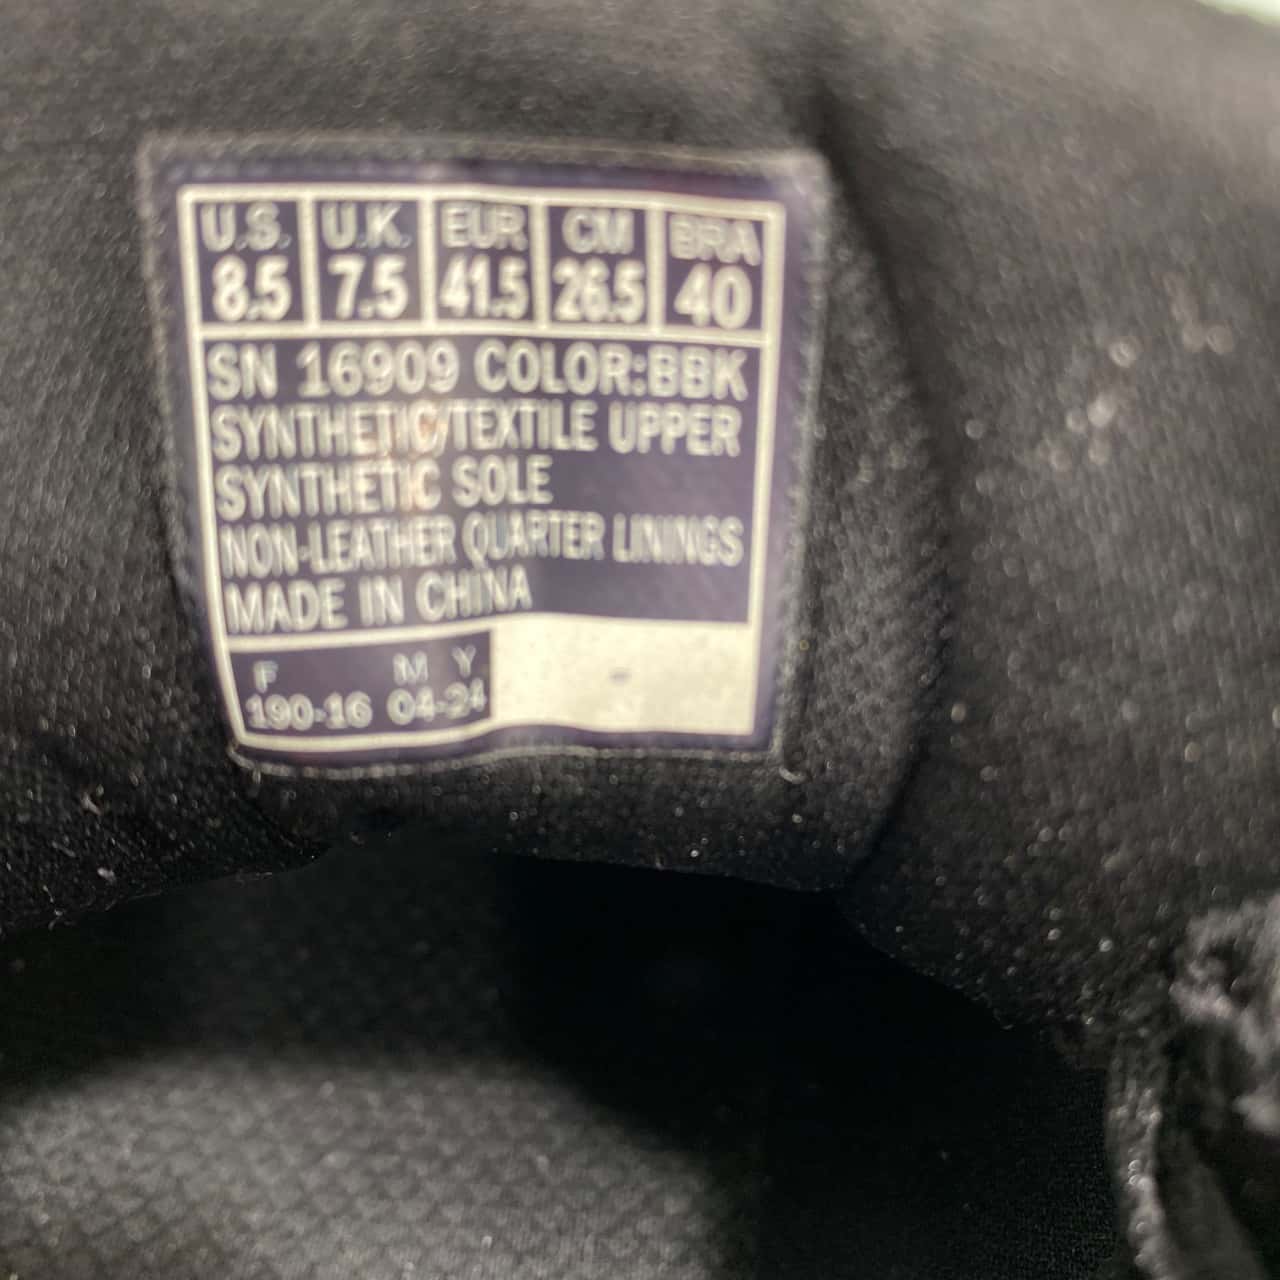 U.S. U.K. EUR CM BRA
8.5 7.5 41.5 26.5 40
SN 16909 COLOR:BBK
SYNTHETIC/TEXTILE UPPER
SYNTHETIC SOLE
NON-LEATHER QUARTER LININGS
MADE IN CHINA
F M Y
190-16 04-24